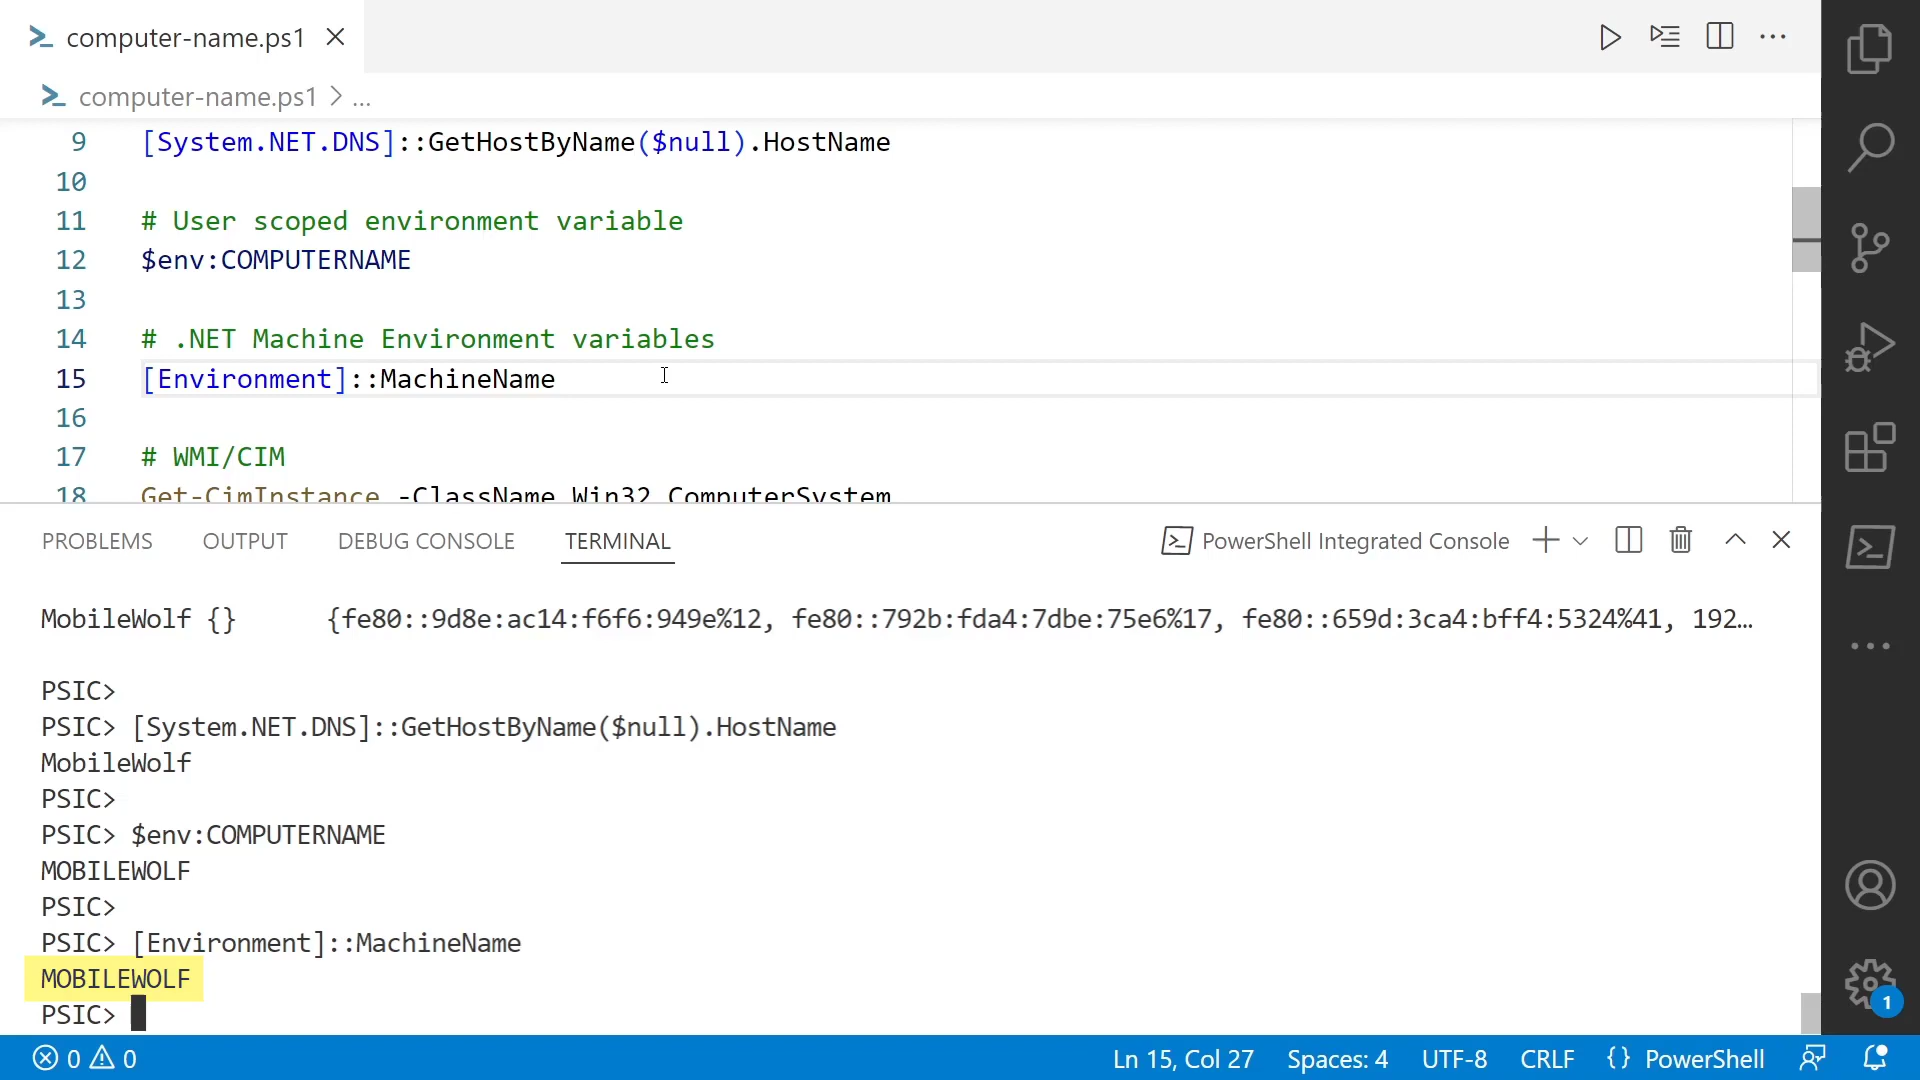 computer-name.ps1
computer-name.ps1 > ...
9 [System.NET.DNS]::GetHostByName($null).HostName
10
11 # User scoped environment variable
12 $env:COMPUTERNAME
13
14 # .NET Machine Environment variables
15 [Environment]::MachineName
16
17 # WMI/CIM
18 Get-CimInstance -ClassName Win32_ComputerSystem
PROBLEMS OUTPUT DEBUG CONSOLE TERMINAL PowerShell Integrated Console
MobileWolf {} {fe80::9d8e:ac14:f6f6:949e%12, fe80::792b:fda4:7dbe:75e6%17, fe80::659d:3ca4:bff4:5324%41, 192…
PSIC>
PSIC> [System.NET.DNS]::GetHostByName($null).HostName
MobileWolf
PSIC>
PSIC> $env:COMPUTERNAME
MOBILEWOLF
PSIC>
PSIC> [Environment]::MachineName
MOBILEWOLF
PSIC>
1
0 0 Ln 15, Col 27 Spaces: 4 UTF-8 CRLF {} PowerShell